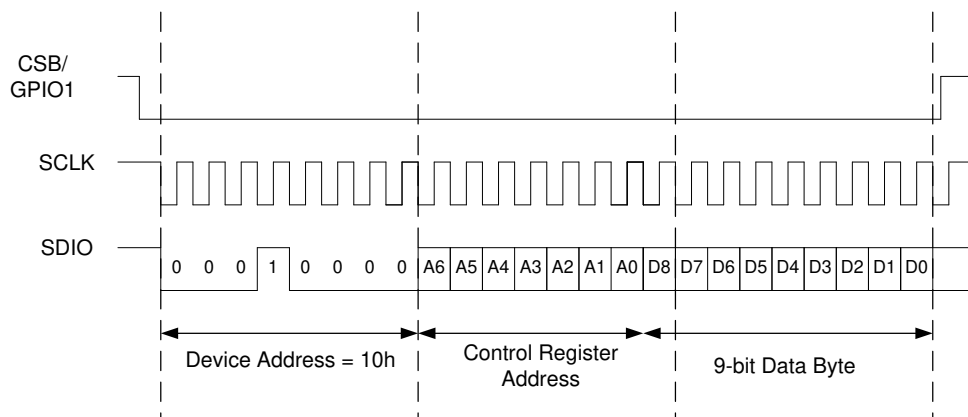 CSB/
GPIO1
SCLK
SDIO
0 0 0 1 0 0 0 0 A6 A5 A4 A3 A2 A1 A0 D8 D7 D6 D5 D4 D3 D2 D1 D0
Device Address = 10h
Control Register
Address
9-bit Data Byte